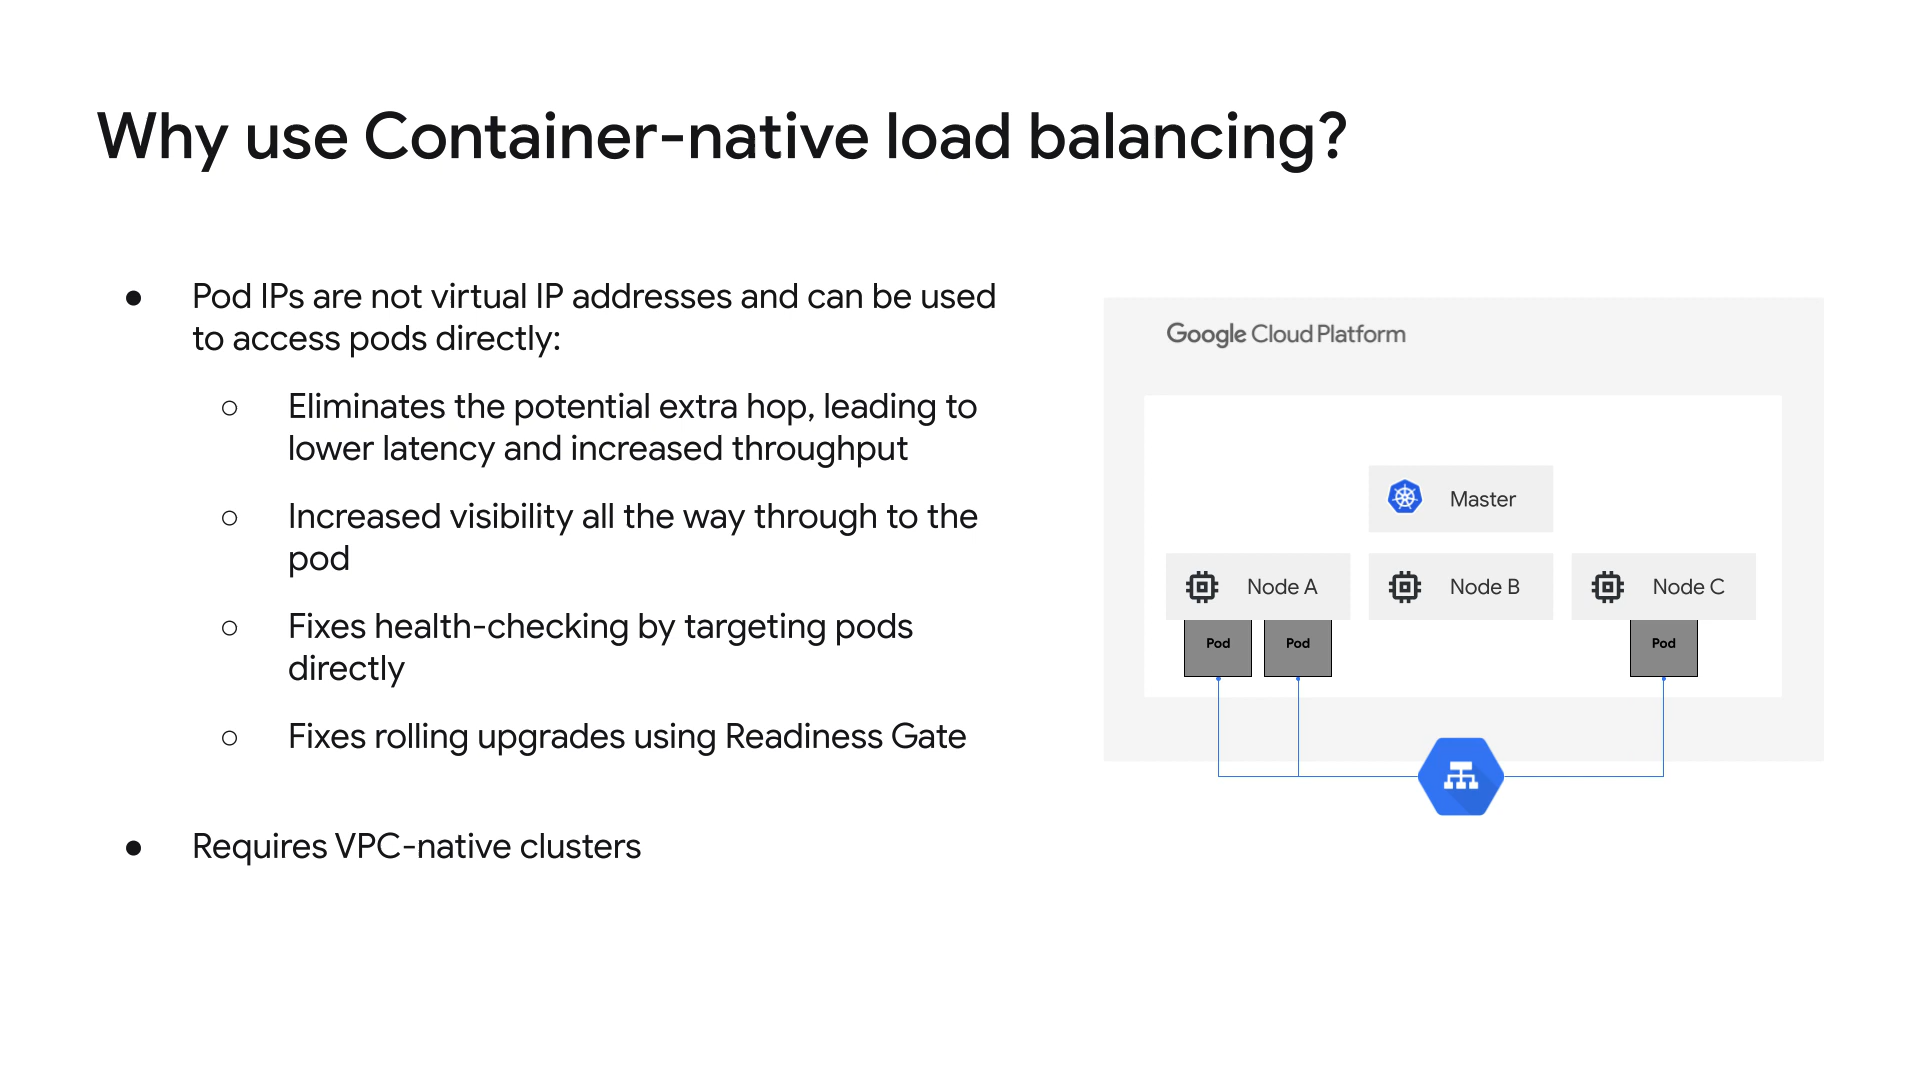 Why use Container-native load balancing?
● Pod IPs are not virtual IP addresses and can be used
to access pods directly:
○ Eliminates the potential extra hop, leading to
lower latency and increased throughput
○ Increased visibility all the way through to the
pod
○ Fixes health-checking by targeting pods
directly
○ Fixes rolling upgrades using Readiness Gate
● Requires VPC-native clusters
Google Cloud Platform
Master
Node A
Node B
Node C
Pod
Pod
Pod